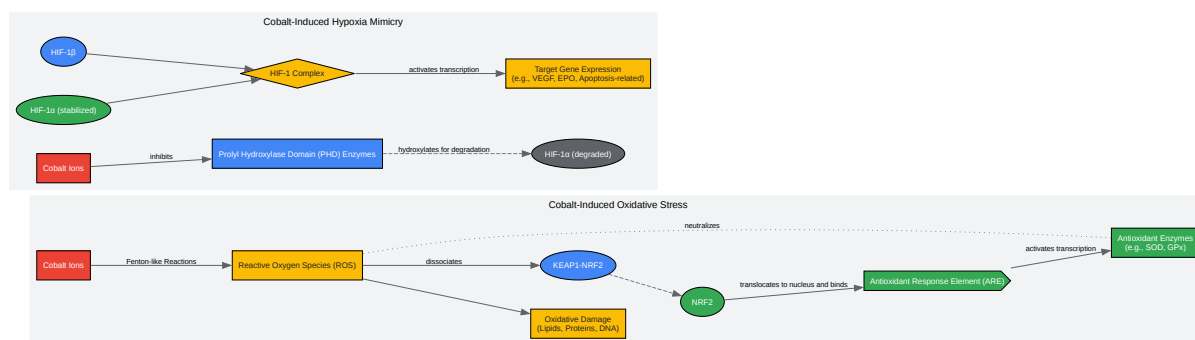 Cobalt-Induced Hypoxia Mimicry
HIF-1β
HIF-1 Complex
activates transcription
Target Gene Expression
(e.g., VEGF, EPO, Apoptosis-related)
HIF-1α (stabilized)
Cobalt Ions
inhibits
Prolyl Hydroxylase Domain (PHD) Enzymes
hydroxylates for degradation
HIF-1α (degraded)
Cobalt-Induced Oxidative Stress
neutralizes
Antioxidant Enzymes
(e.g., SOD, GPx)
activates transcription
Cobalt Ions
Fenton-like Reactions
Reactive Oxygen Species (ROS)
dissociates
KEAP1-NRF2
translocates to nucleus and binds
Antioxidant Response Element (ARE)
NRF2
Oxidative Damage
(Lipids, Proteins, DNA)